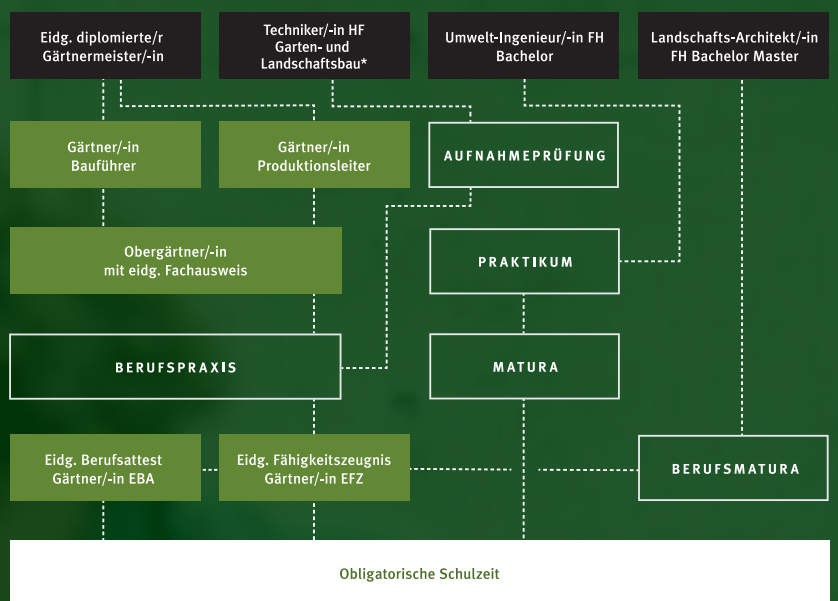 Eidg. diplomierte/r
Gärtnermeister/-in
Techniker/-in HF
Garten- und
Landschaftsbau*
Umwelt-Ingenieur/-in FH
Bachelor
Landschafts-Architekt/-in
FH Bachelor Master
Gärtner/-in
Bauführer
Gärtner/-in
Produktionsleiter
AUFNAHMEPRÜFUNG
Obergärtner/-in
mit eidg. Fachausweis
PRAKTIKUM
BERUFSPRAXIS
MATURA
Eidg. Berufsattest
Gärtner/-in EBA
Eidg. Fähigkeitszeugnis
Gärtner/-in EFZ
BERUFSMATURA
Obligatorische Schulzeit